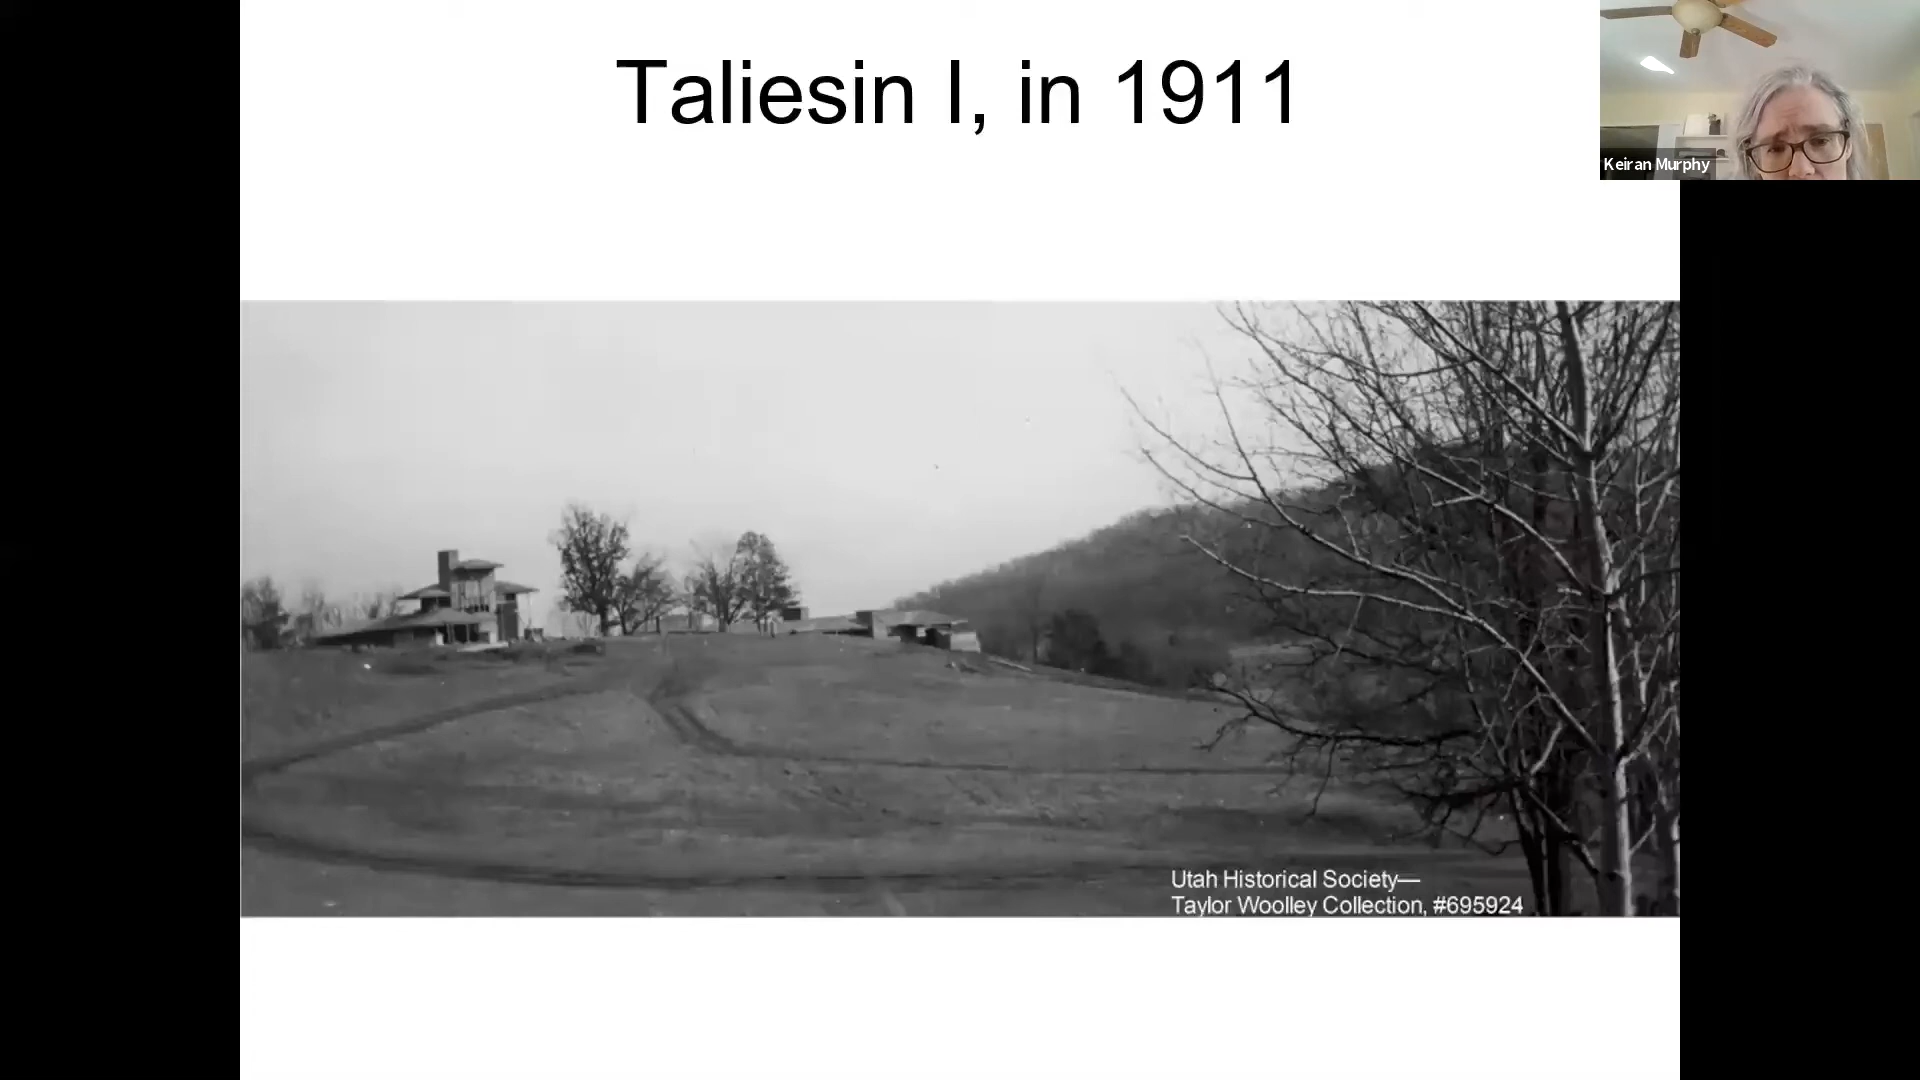 Taliesin I, in 1911
Keiran Murphy
Utah Historical Society—
Taylor Woolley Collection, #695924